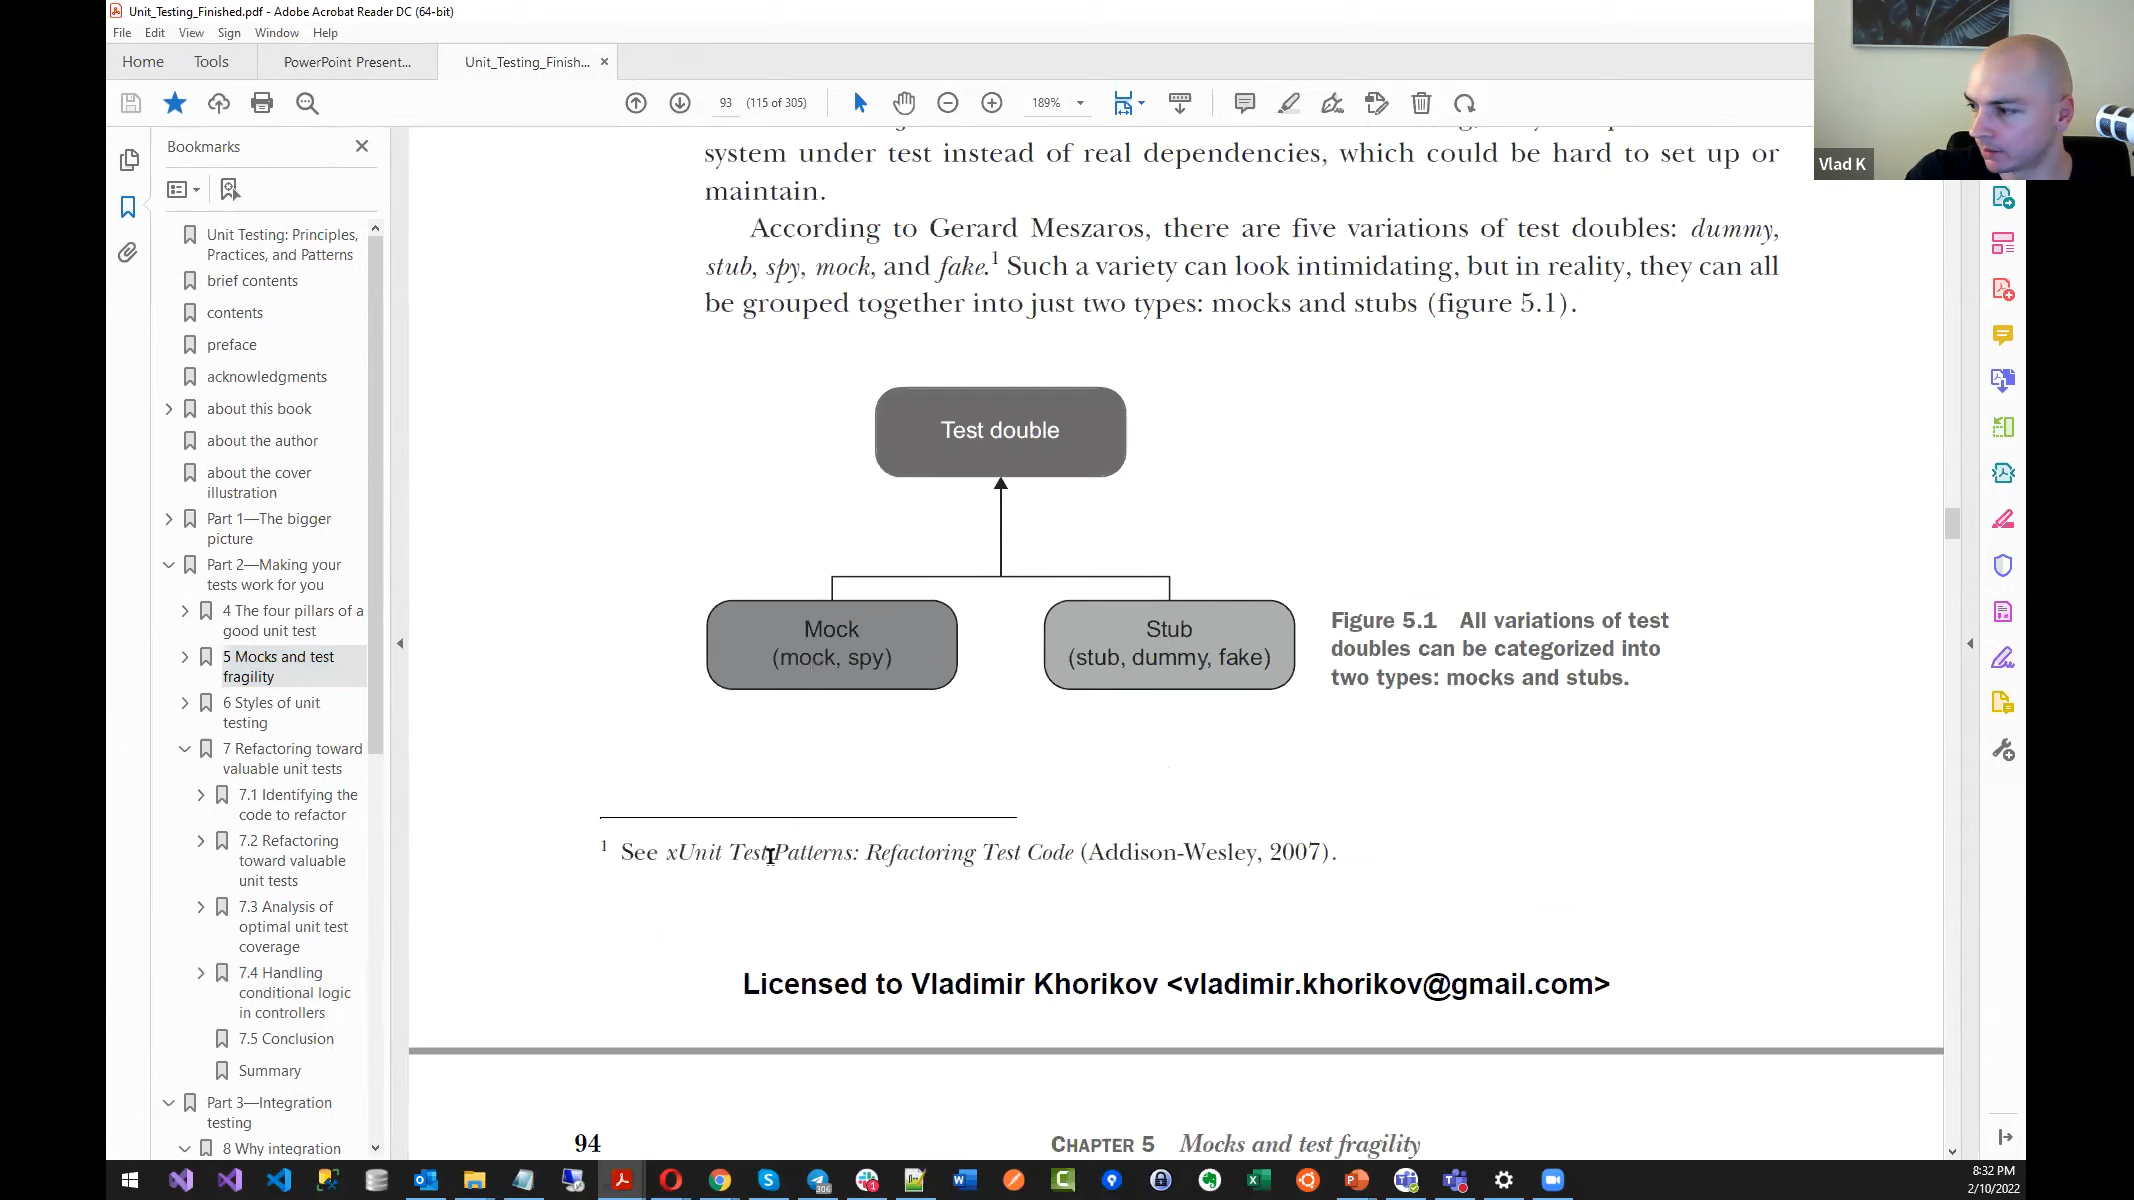 Unit_Testing_Finished.pdf - Adobe Acrobat Reader DC (64-bit)
File Edit View Sign Window Help
Home Tools PowerPoint Present... Unit_Testing_Finish... ×
93 (115 of 305) 189%
Vlad K
Bookmarks
Unit Testing: Principles,
Practices, and Patterns
brief contents
contents
preface
acknowledgments
about this book
about the author
about the cover
illustration
Part 1—The bigger
picture
Part 2—Making your
tests work for you
4 The four pillars of a
good unit test
5 Mocks and test
fragility
6 Styles of unit
testing
7 Refactoring toward
valuable unit tests
7.1 Identifying the
code to refactor
7.2 Refactoring
toward valuable
unit tests
7.3 Analysis of
optimal unit test
coverage
7.4 Handling
conditional logic
in controllers
7.5 Conclusion
Summary
Part 3—Integration
testing
8 Why integration
system under test instead of real dependencies, which could be hard to set up or
maintain.
According to Gerard Meszaros, there are five variations of test doubles: dummy,
stub, spy, mock, and fake.1 Such a variety can look intimidating, but in reality, they can all
be grouped together into just two types: mocks and stubs (figure 5.1).
Test double
Mock
(mock, spy)
Stub
(stub, dummy, fake)
Figure 5.1 All variations of test
doubles can be categorized into
two types: mocks and stubs.
1 See xUnit Test Patterns: Refactoring Test Code (Addison-Wesley, 2007).
Licensed to Vladimir Khorikov <vladimir.khorikov@gmail.com>
94 CHAPTER 5 Mocks and test fragility
306
8:32 PM
2/10/2022